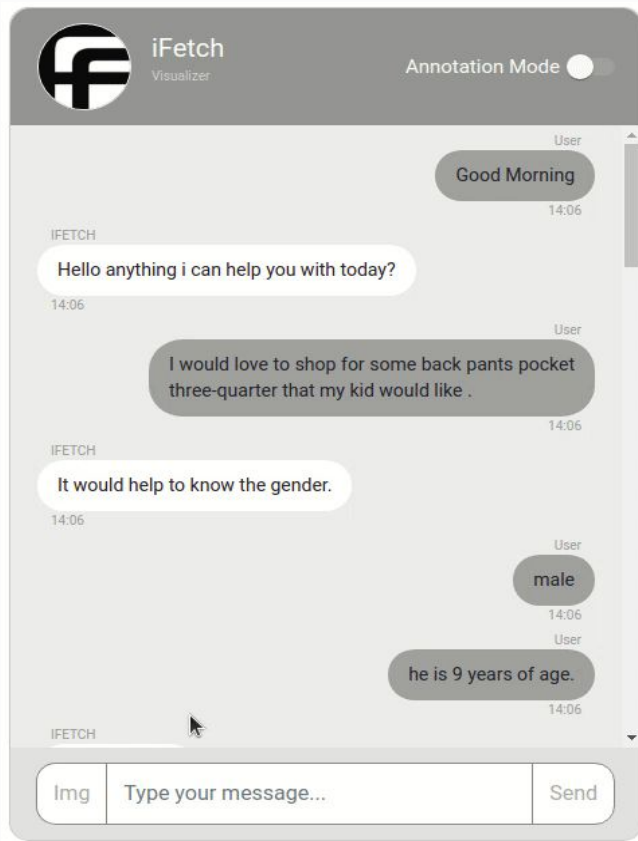 iFetch
Visualizer
Annotation Mode
User
Good Morning
14:06
IFETCH
Hello anything i can help you with today?
14:06
User
I would love to shop for some back pants pocket
three-quarter that my kid would like .
14:06
IFETCH
It would help to know the gender.
14:06
User
male
14:06
User
he is 9 years of age.
14:06
IFETCH
Img
Type your message...
Send